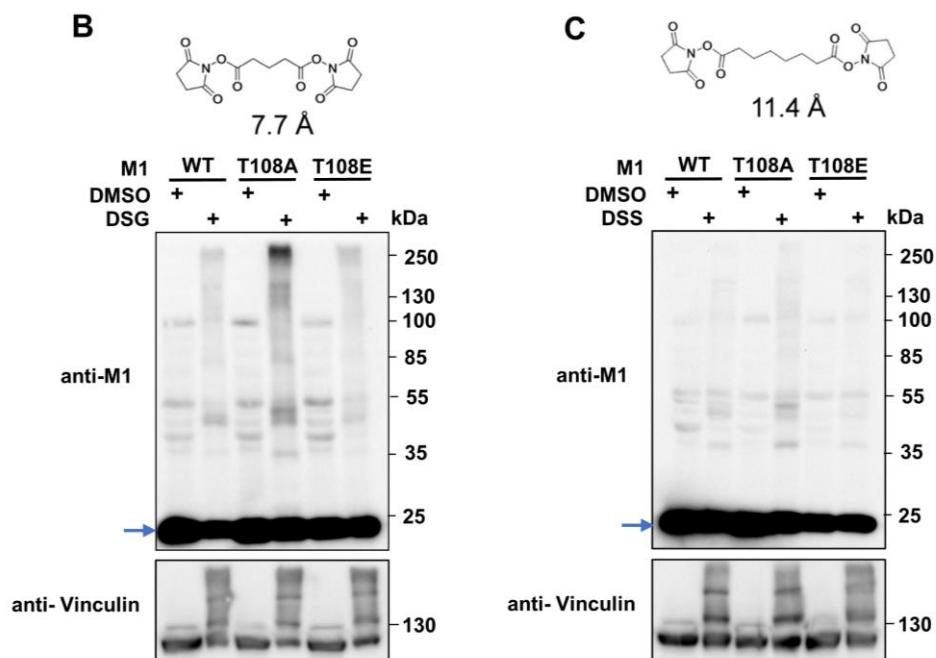 B
O O O O
N O O N
O O O O
7.7 Å
M1 WT T108A T108E
DMSO + + +
DSG + + + kDa
250
130
100
85
anti-M1
55
35
25
anti- Vinculin
130
C
O O O
N O O N
O O O O
11.4 Å
M1 WT T108A T108E
DMSO + + +
DSS + + + kDa
250
130
100
85
anti-M1
55
35
25
anti- Vinculin
130